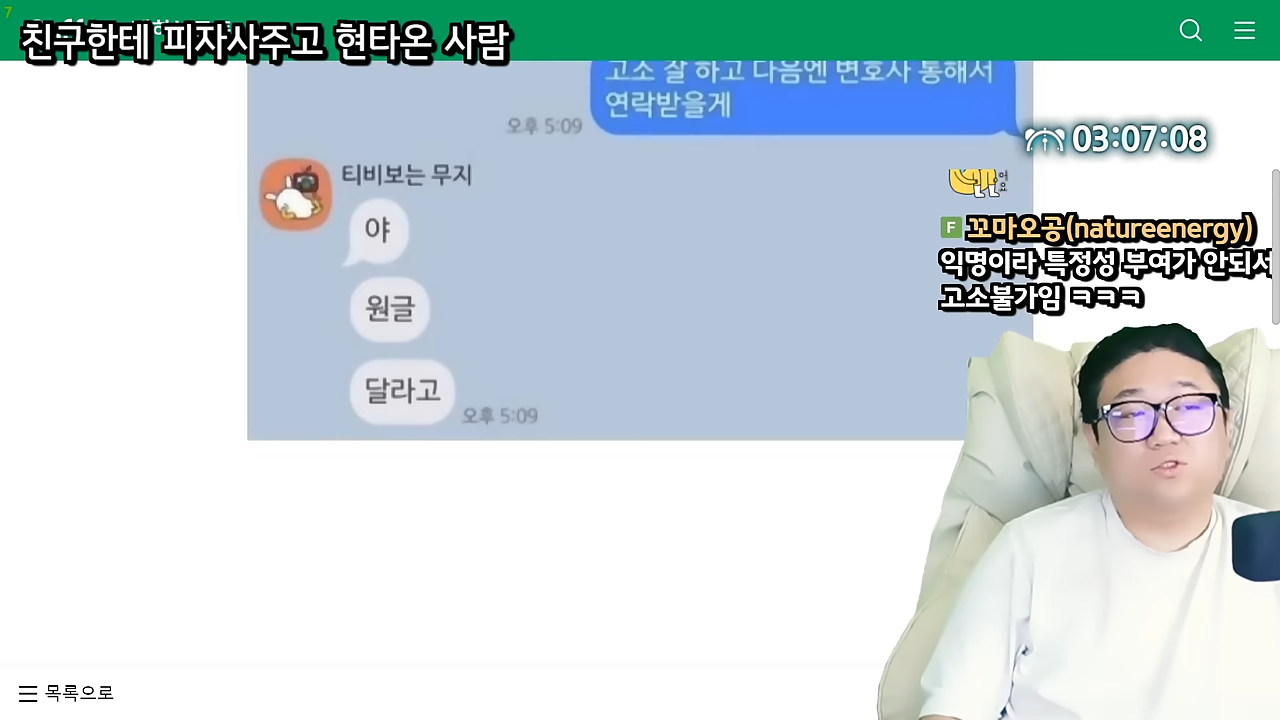 7
친구한테 피자사주고 현타온 사람
고소 잘 하고 다음엔 변호사 통해서
연락받을게
오후 5:09
03:07:08
티비보는 무지
야
어
요
F 꼬마오공(natureenergy)
익명이라 특정성 부여가 안되서
고소불가임 ㅋㅋㅋ
원글
달라고
오후 5:09
목록으로